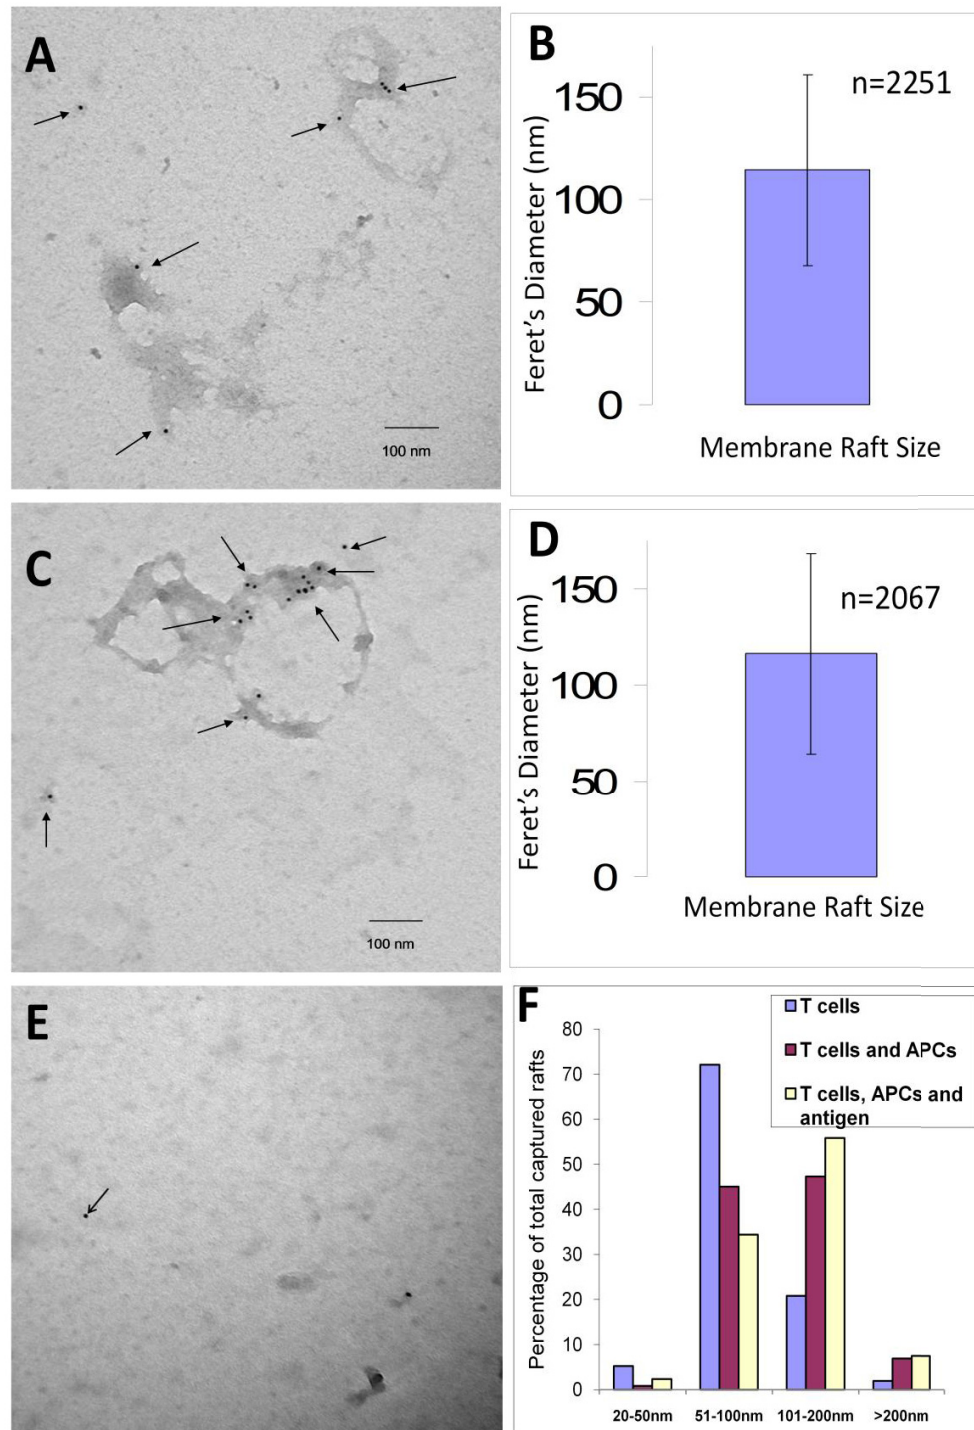 A
100 nm
B
n=2251
Feret's Diameter (nm)
150
100
50
0
Membrane Raft Size
C
100 nm
D
n=2067
Feret's Diameter (nm)
150
100
50
0
Membrane Raft Size
E
F
T cells
T cells and APCs
T cells, APCs and
antigen
Percentage of total captured rafts
80
70
60
50
40
30
20
10
0
20-50nm 51-100nm 101-200nm >200nm